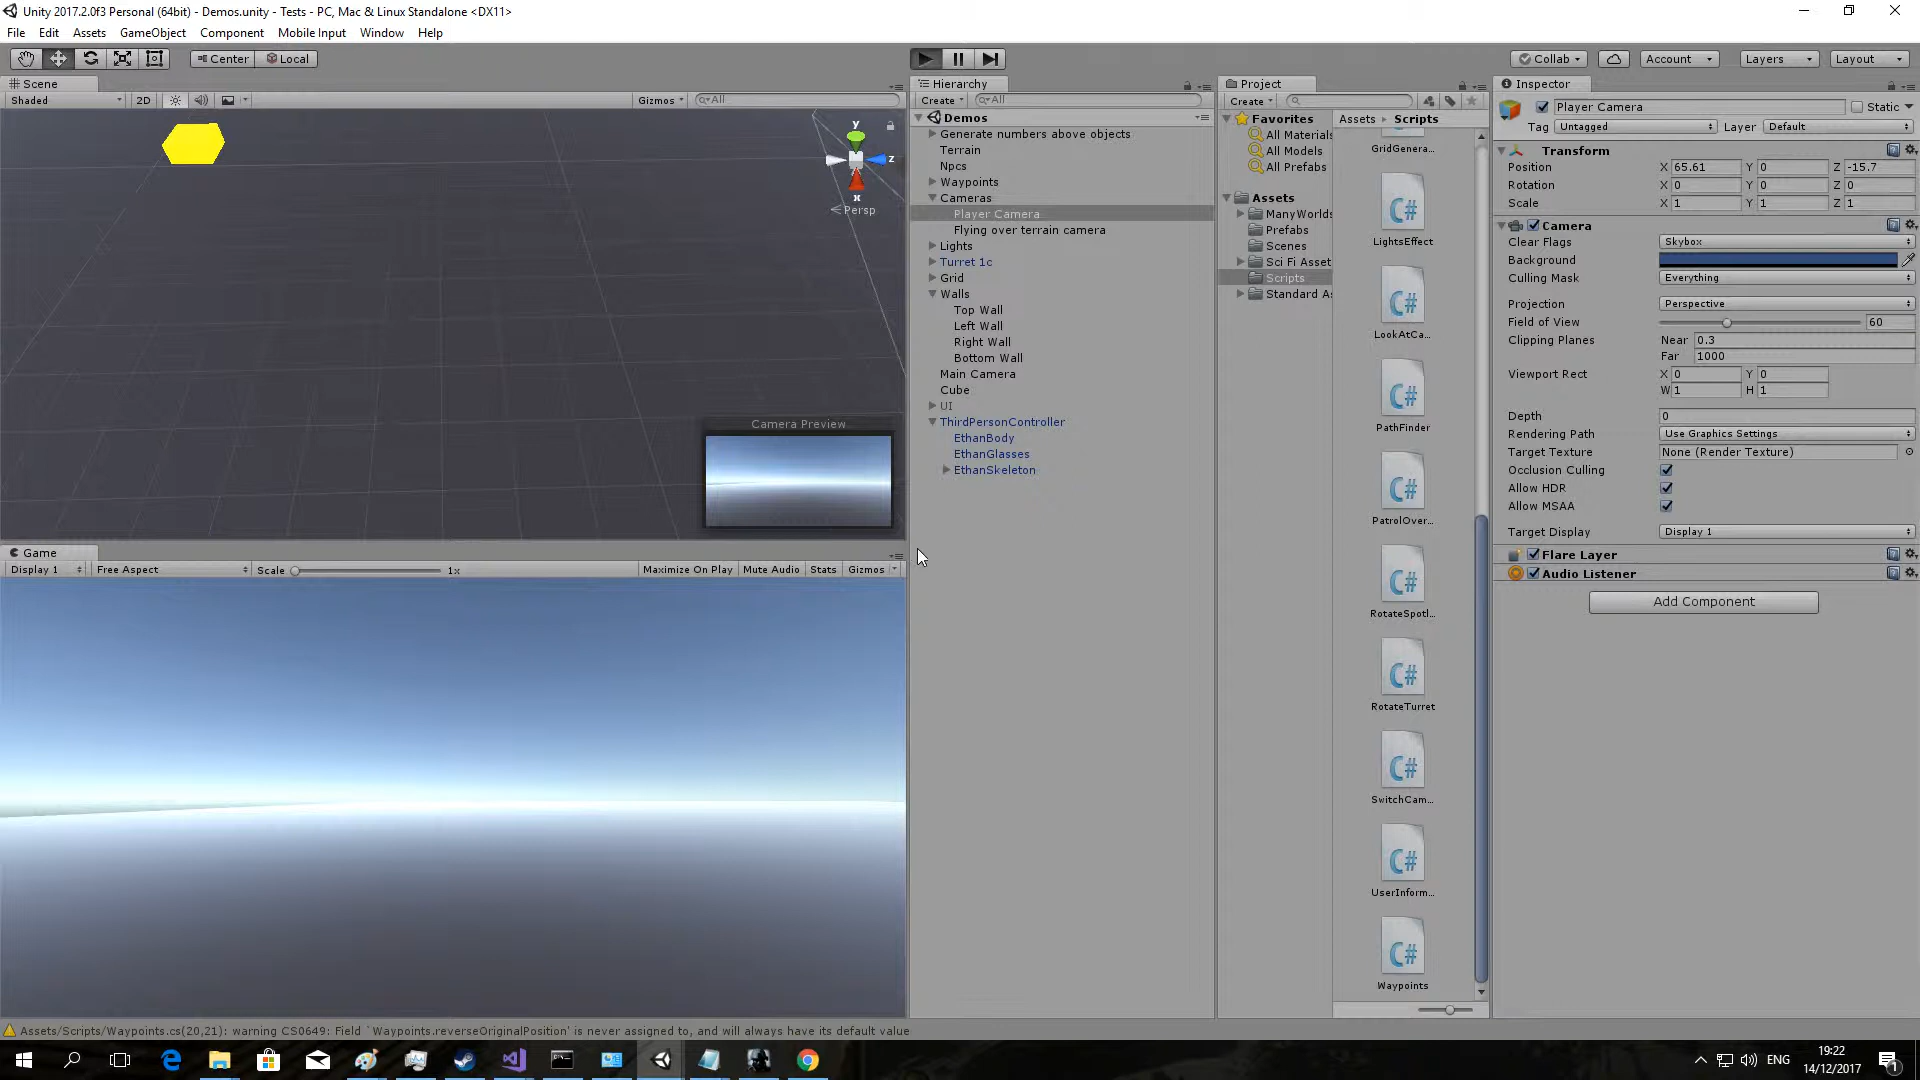 Unity 2017.2.0f3 Personal (64bit) - Demos.unity - Tests - PC, Mac & Linux Standalone <DX11>
File Edit Assets GameObject Component Mobile Input Window Help
Center Local
Collab Account Layers Layout
Scene
Shaded 2D Gizmos All
y
z
x
Persp
Camera Preview
Game
Display 1 Free Aspect Scale 1x Maximize On Play Mute Audio Stats Gizmos
Hierarchy
Create All
Demos
Generate numbers above objects
Terrain
Npcs
Waypoints
Cameras
Player Camera
Flying over terrain camera
Lights
Turret 1c
Grid
Walls
Top Wall
Left Wall
Right Wall
Bottom Wall
Main Camera
Cube
UI
ThirdPersonController
EthanBody
EthanGlasses
EthanSkeleton
Project
Create
Favorites
All Materials
All Models
All Prefabs
Assets
ManyWorlds
Prefabs
Scenes
Sci Fi Asset
Scripts
Standard As
Assets Scripts
GridGenera...
C#
LightsEffect
C#
LookAtCa...
C#
PathFinder
C#
PatrolOver...
C#
RotateSpotl...
C#
RotateTurret
C#
SwitchCam...
C#
UserInform...
C#
Waypoints
Inspector
Player Camera Static
Tag Untagged Layer Default
Transform
Position X 65.61 Y 0 Z -15.7
Rotation X 0 Y 0 Z 0
Scale X 1 Y 1 Z 1
Camera
Clear Flags Skybox
Background
Culling Mask Everything
Projection Perspective
Field of View 60
Clipping Planes Near 0.3
Far 1000
Viewport Rect X 0 Y 0
W 1 H 1
Depth 0
Rendering Path Use Graphics Settings
Target Texture None (Render Texture)
Occlusion Culling
Allow HDR
Allow MSAA
Target Display Display 1
Flare Layer
Audio Listener
Add Component
Assets/Scripts/Waypoints.cs(20,21): warning CS0649: Field `Waypoints.reverseOriginalPosition' is never assigned to, and will always have its default value
ENG
19:22
14/12/2017
1